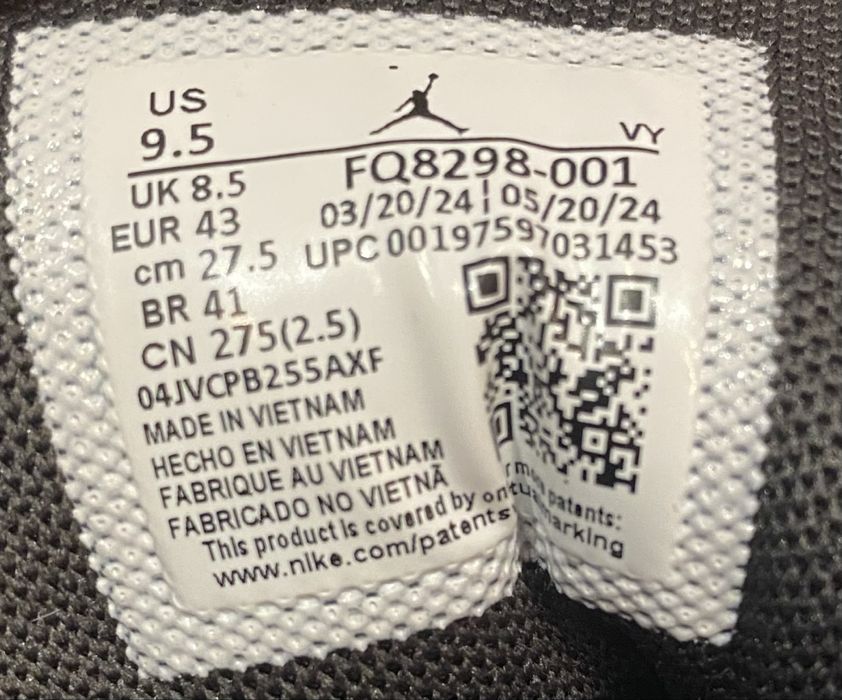 US
9.5
VY
UK 8.5
FQ8298-001
EUR 43
03/20/24 | 05/20/24
cm 27.5
UPC 00197597031453
BR 41
CN 275(2.5)
04JVCPB255AXF
MADE IN VIETNAM
HECHO EN VIETNAM
FABRIQUE AU VIETNAM
FABRICADO NO VIETNÃ
This product is covered by patents:
www.nike.com/patents marking